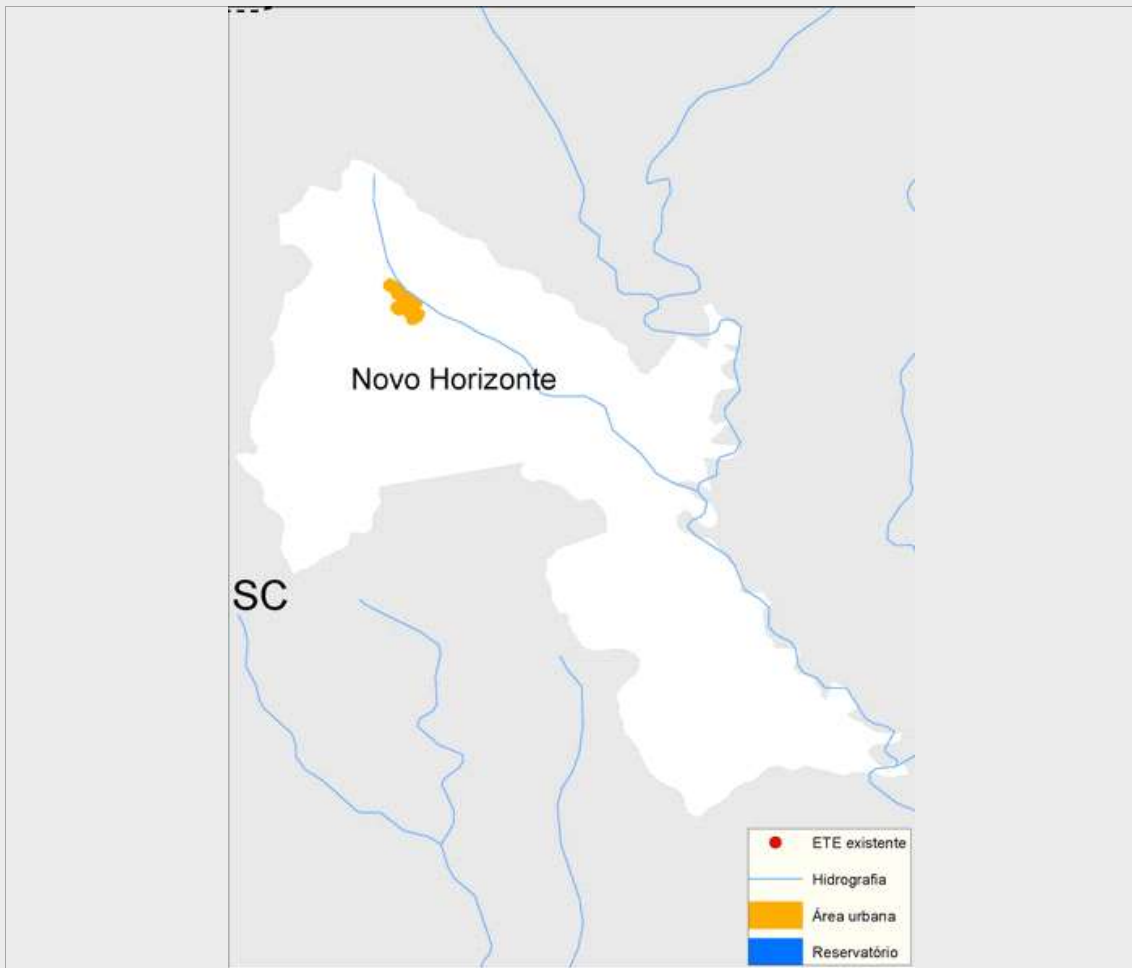 Novo Horizonte
SC
ETE existente
Hidrografia
Área urbana
Reservatório